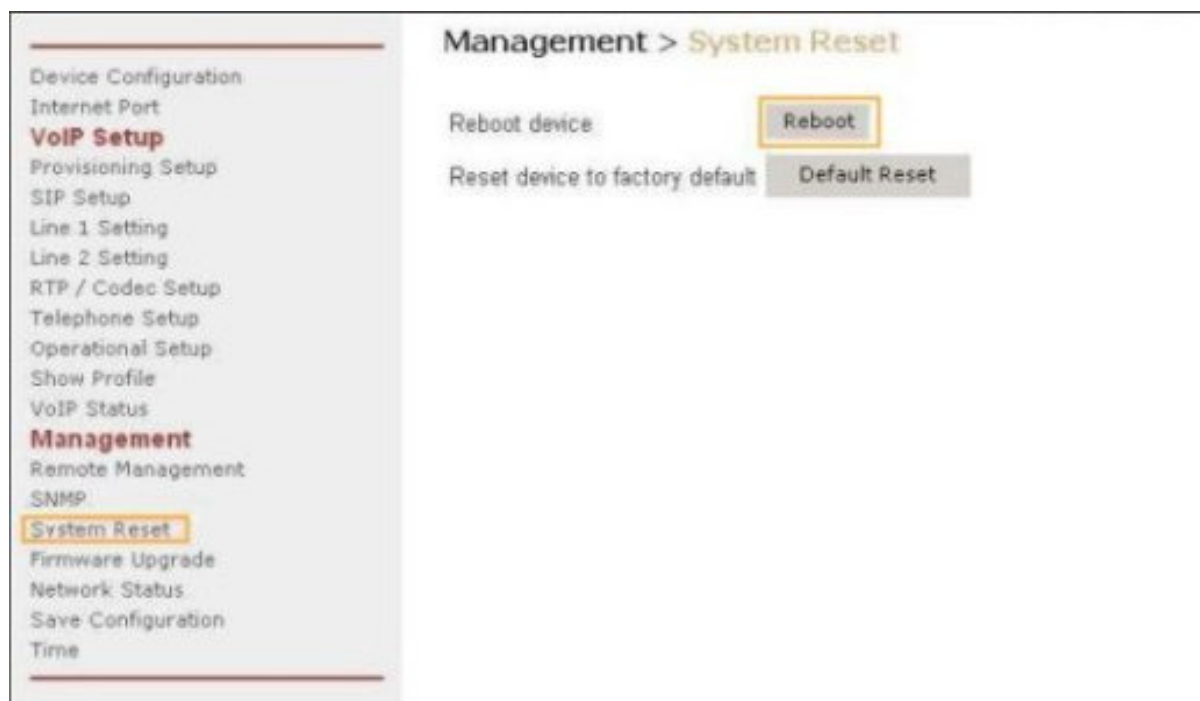 Device Configuration
Internet Port
VoIP Setup
Provisioning Setup
SIP Setup
Line 1 Setting
Line 2 Setting
RTP / Codec Setup
Telephone Setup
Operational Setup
Show Profile
VoIP Status
Management
Remote Management
SNMP
System Reset
Firmware Upgrade
Network Status
Save Configuration
Time
Management > System Reset
Reboot device Reboot
Reset device to factory default Default Reset